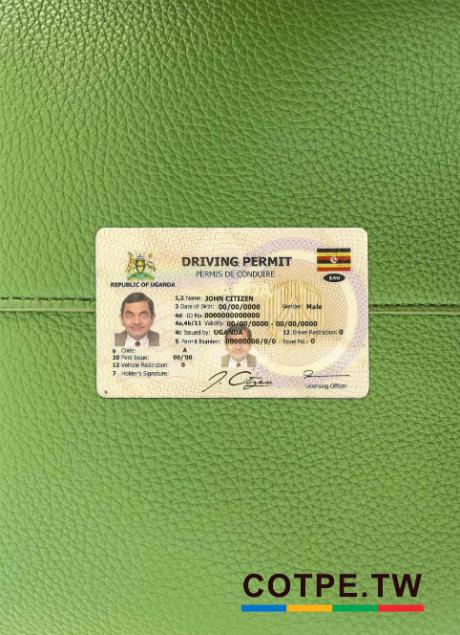 DRIVING PERMIT
PERMIS DE CONDUIRE
REPUBLIC OF UGANDA
EAU
1,2 Name: JOHN CITIZEN
3 Date of Birth: 00/00/0000 Gender: Male
4d ID No. 0000000000000
4a,4b/11 Validity: 00/00/0000 - 00/00/0000
4c Issued by: UGANDA 12 Driver Restriction: 0
5 Permit Number: 00000000/0/0 Issue No.: 0
9 Code: A
10 First Issue: 00/00
12 Vehicle Restriction: 0
7 Holder's Signature:
J. Citizen
Licensing Officer
COTPE.TW